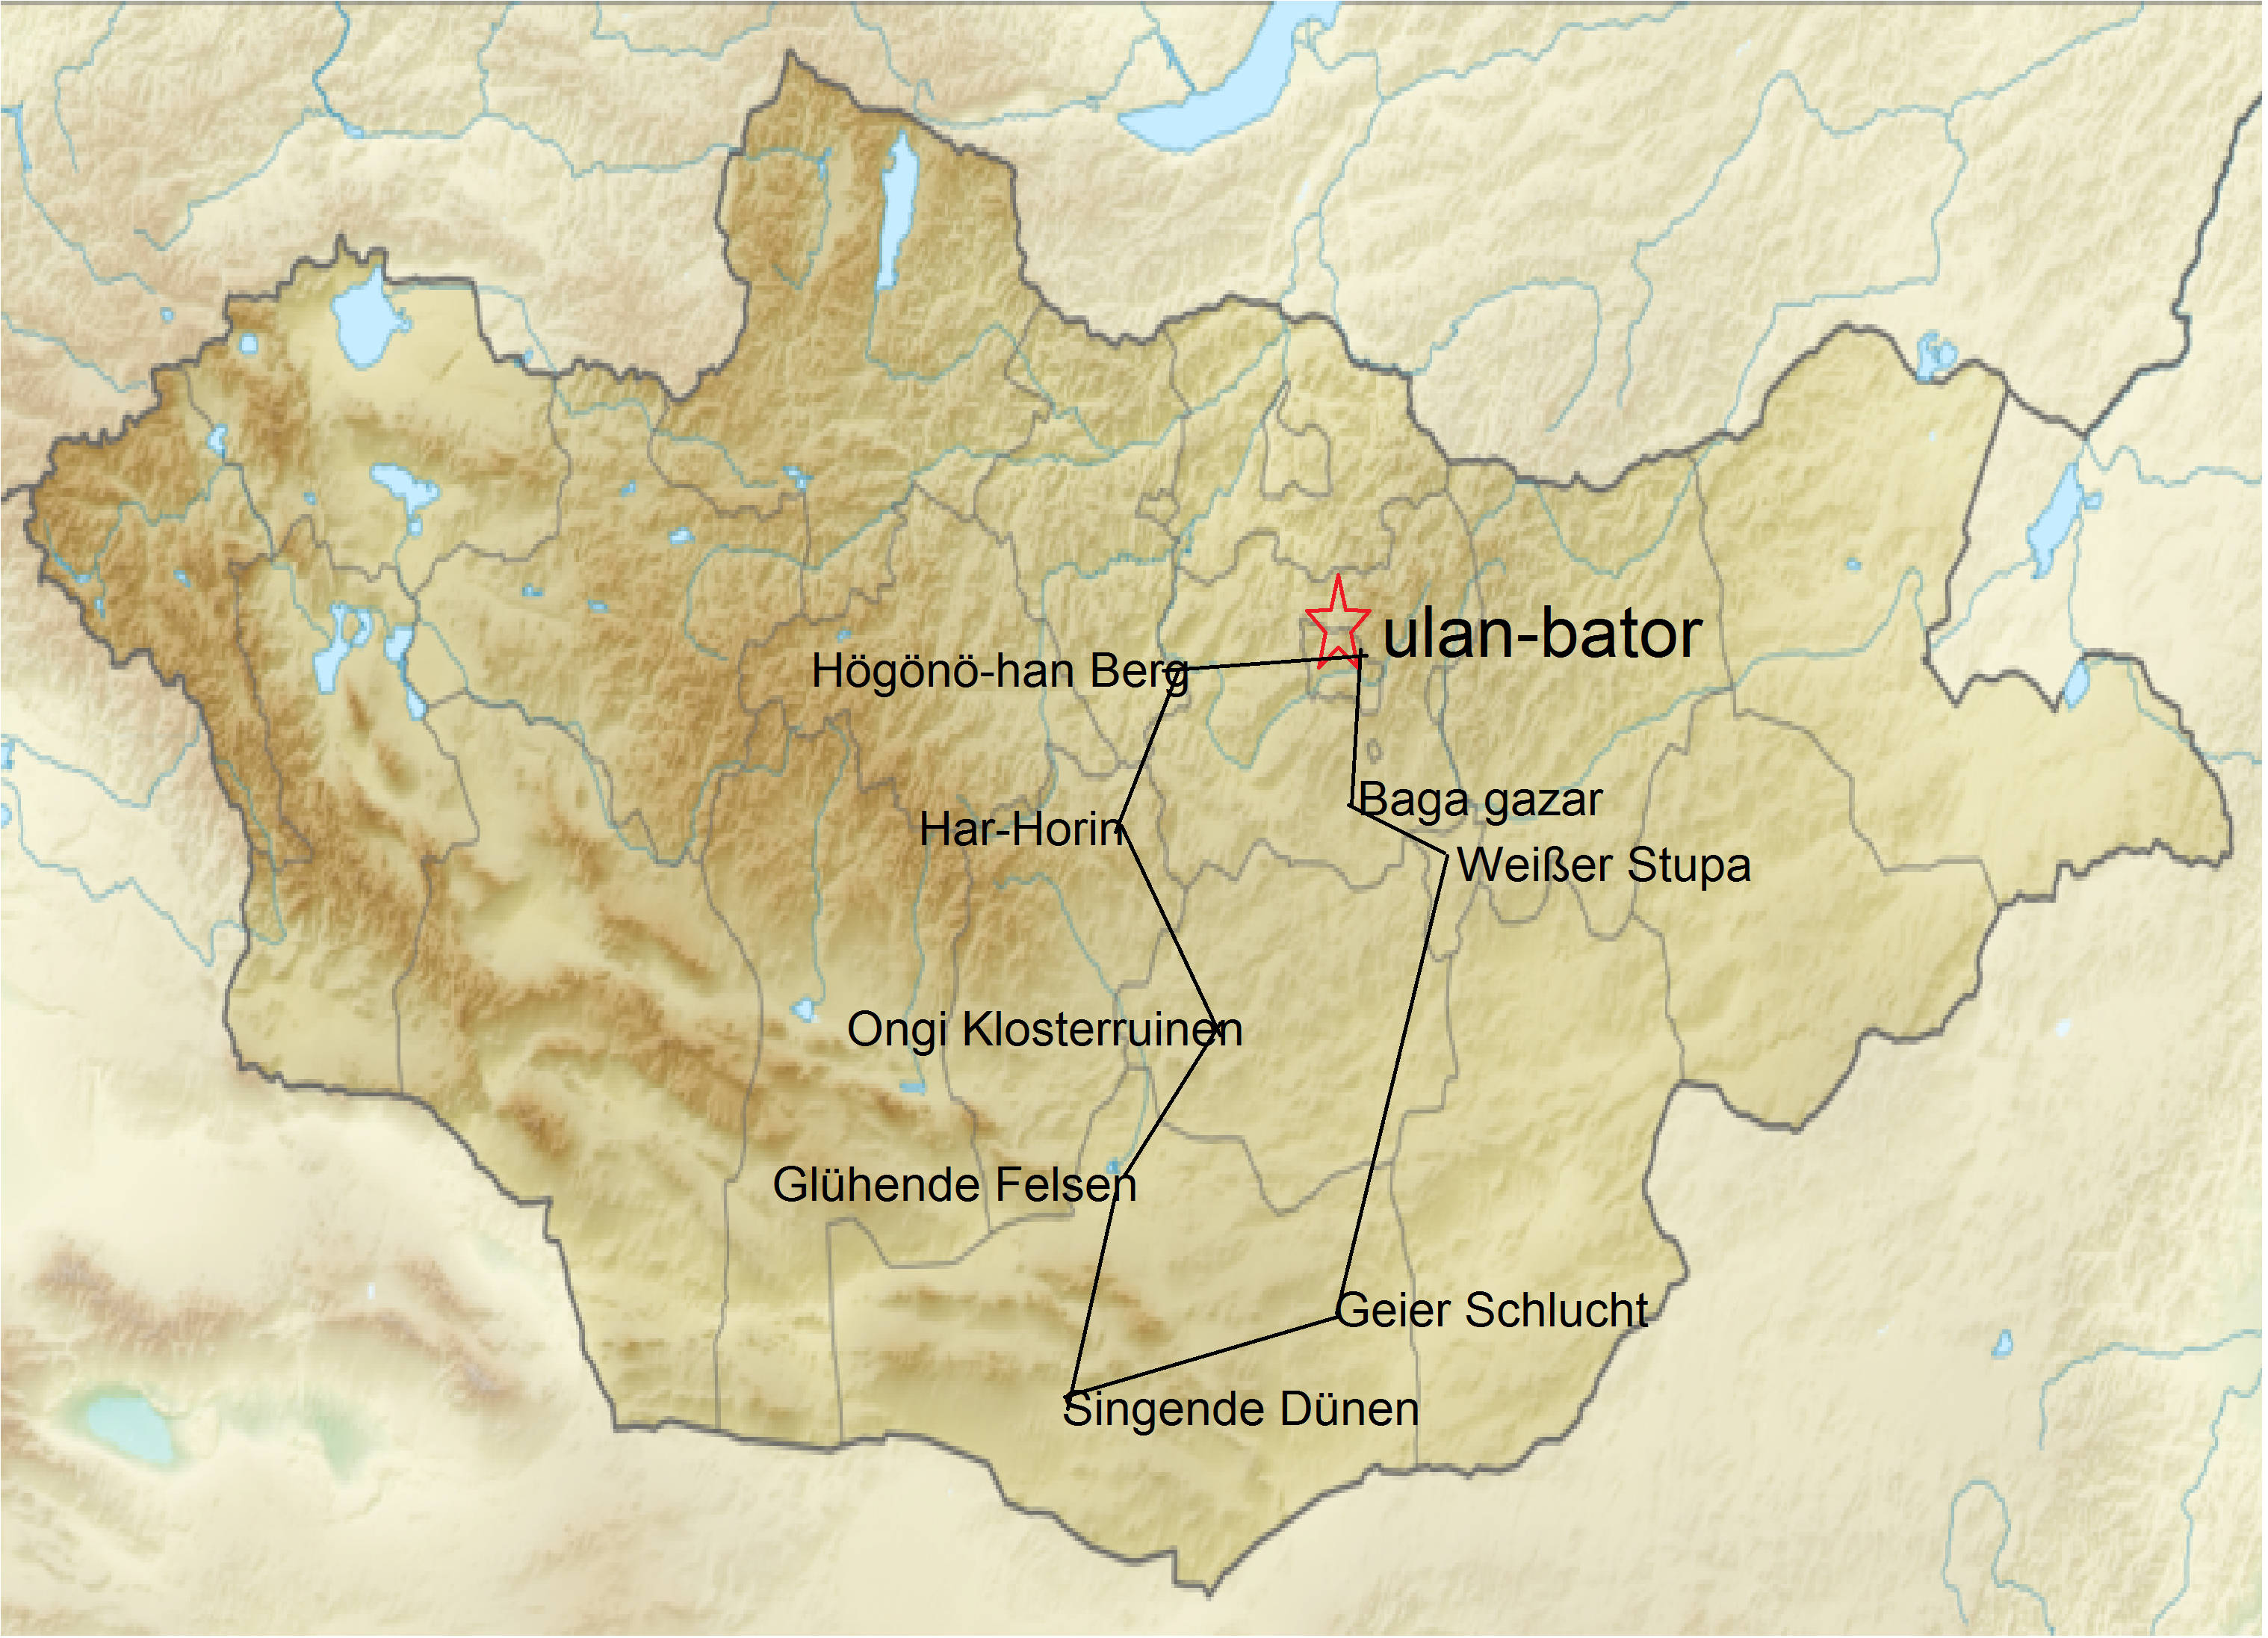 ulan-bator
Högönö-han Berg
Baga gazar
Har-Horin
Weißer Stupa
Ongi Klosterruinen
Glühende Felsen
Geier Schlucht
Singende Dünen